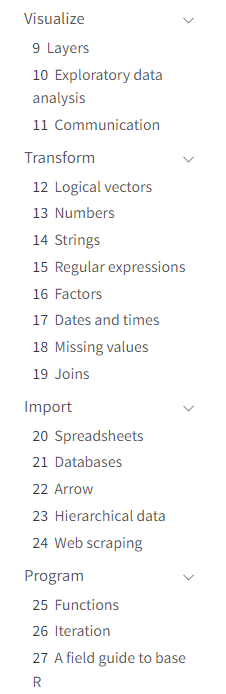 Visualize
9 Layers
10 Exploratory data
analysis
11 Communication
Transform
12 Logical vectors
13 Numbers
14 Strings
15 Regular expressions
16 Factors
17 Dates and times
18 Missing values
19 Joins
Import
20 Spreadsheets
21 Databases
22 Arrow
23 Hierarchical data
24 Web scraping
Program
25 Functions
26 Iteration
27 A field guide to base
R